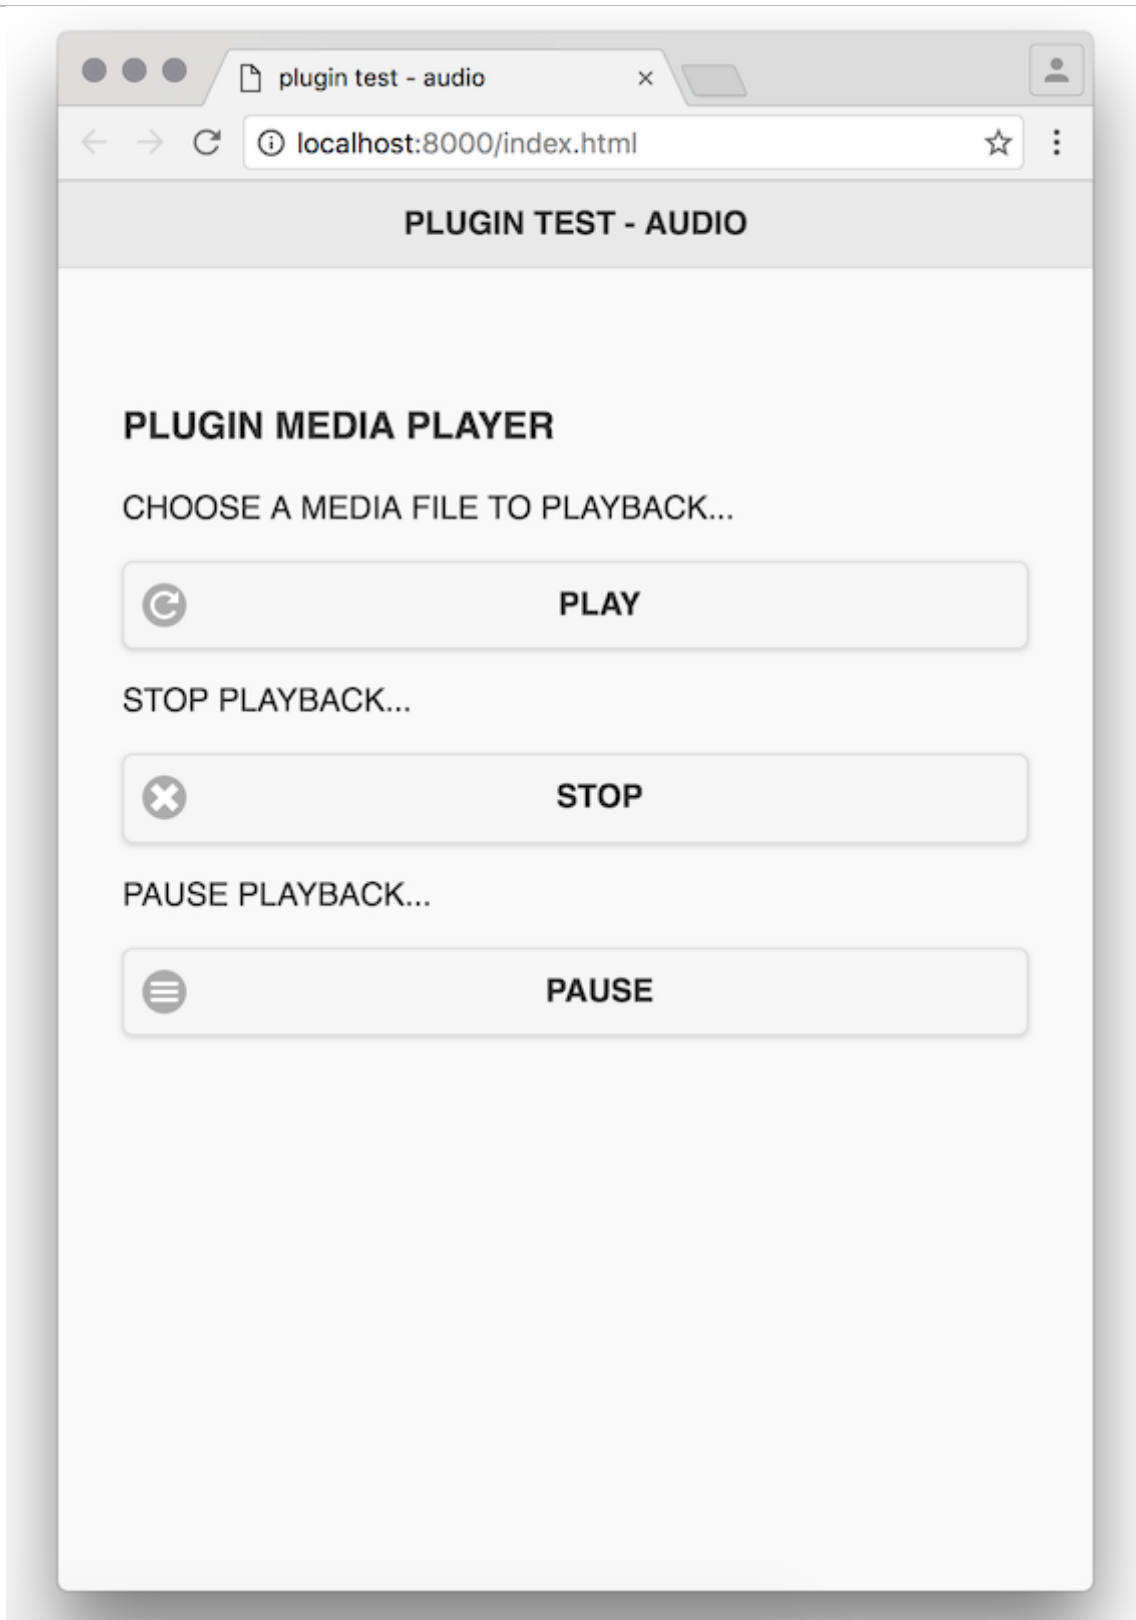 plugin test - audio
localhost:8000/index.html
PLUGIN TEST - AUDIO
PLUGIN MEDIA PLAYER
CHOOSE A MEDIA FILE TO PLAYBACK...
PLAY
STOP PLAYBACK...
STOP
PAUSE PLAYBACK...
PAUSE